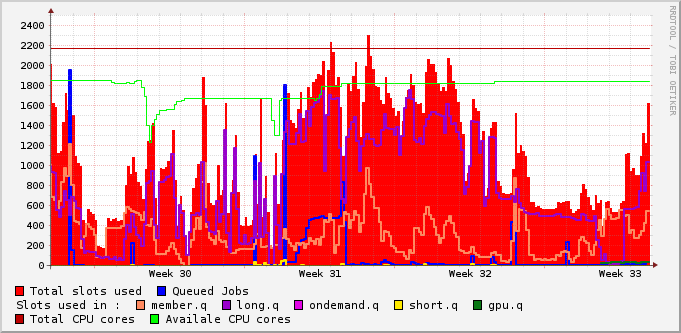 2400
2200
2000
1800
1600
1400
1200
1000
800
600
400
200
0
Week 30 Week 31 Week 32 Week 33
RRDTOOL / TOBI OETIKER
Total slots used Queued Jobs
Slots used in : member.q long.q ondemand.q short.q gpu.q
Total CPU cores Availale CPU cores